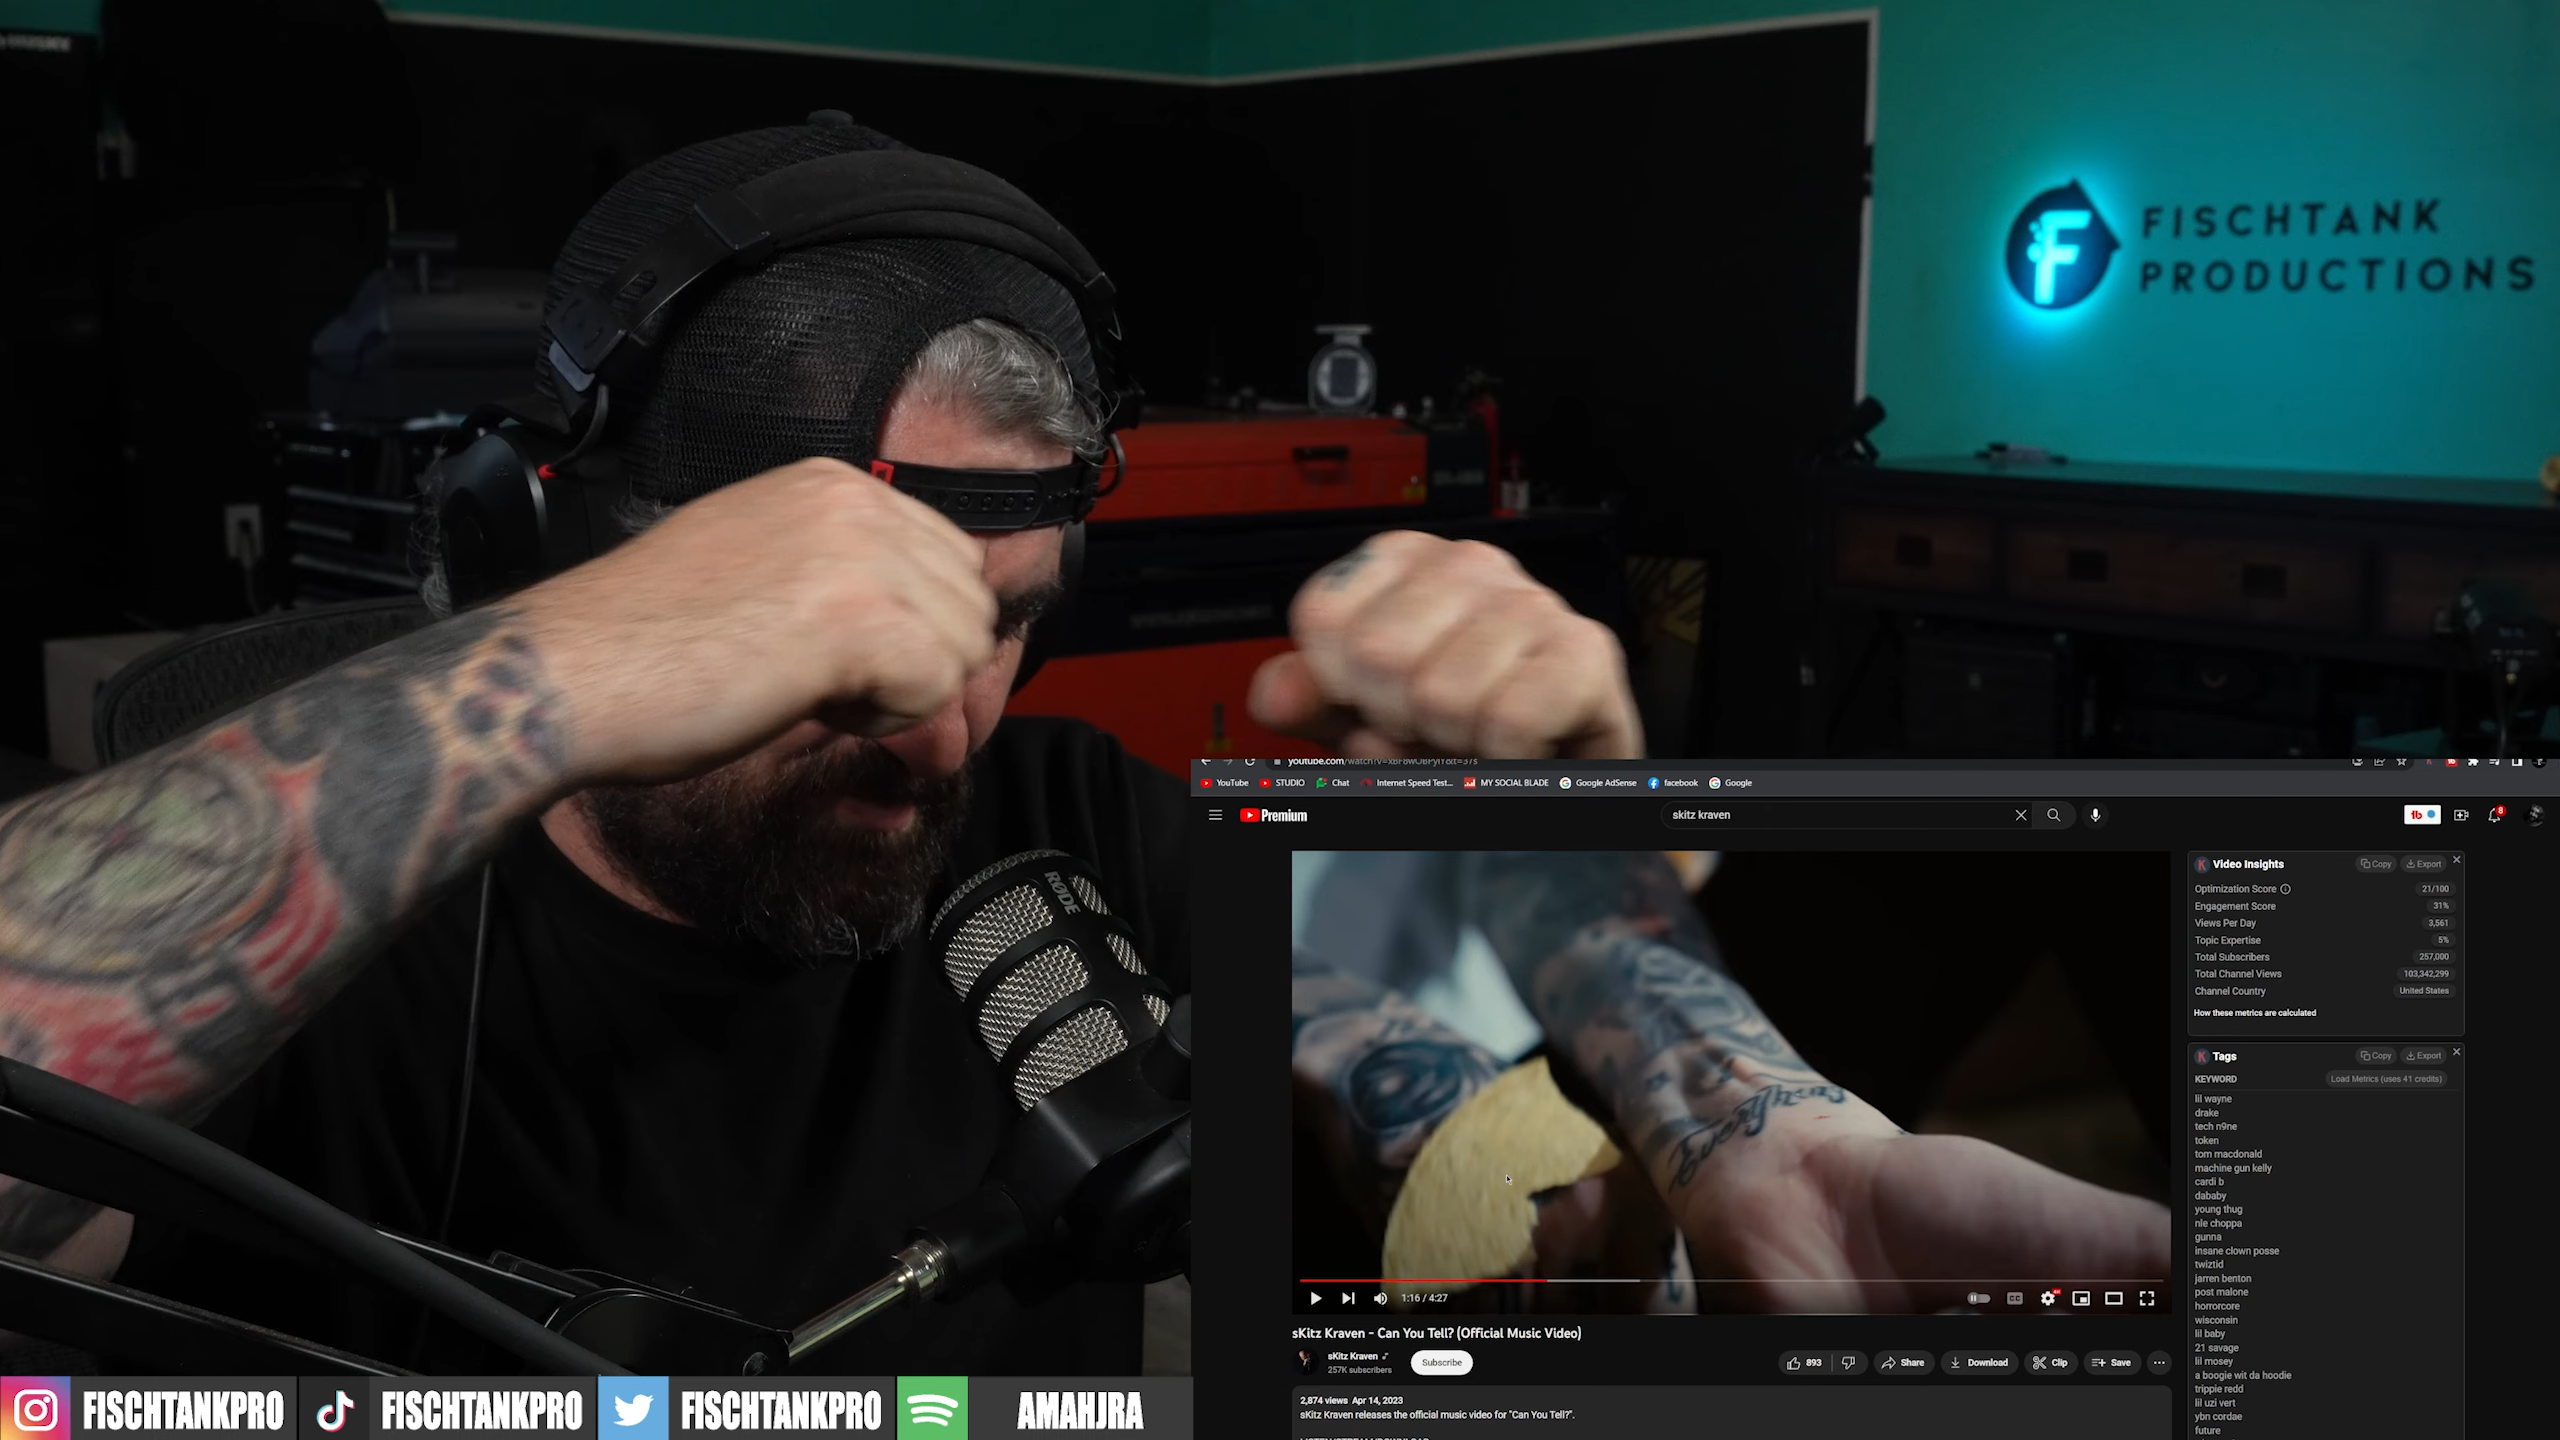 FISCHTANK
PRODUCTIONS
RØDE
YouTube STUDIO Chat Internet Speed Test... MY SOCIAL BLADE Google AdSense facebook Google
Premium
skitz kraven
8
Video Insights Copy Export
Optimization Score 21/100
Engagement Score 31%
Views Per Day 3,561
Topic Expertise 5%
Total Subscribers 257,000
Total Channel Views 103,342,299
Channel Country United States
How these metrics are calculated
Tags Copy Export
KEYWORD Load Metrics (uses 41 credits)
lil wayne
drake
tech n9ne
token
tom macdonald
machine gun kelly
cardi b
dababy
young thug
nle choppa
gunna
insane clown posse
twiztid
jarren benton
post malone
horrorcore
wisconsin
lil baby
21 savage
lil mosey
a boogie wit da hoodie
trippie redd
lil uzi vert
ybn cordae
future
1:16 / 4:27
sKitz Kraven - Can You Tell? (Official Music Video)
sKitz Kraven
257K subscribers
Subscribe
893 Share Download Clip Save
2,874 views Apr 14, 2023
sKitz Kraven releases the official music video for "Can You Tell?".
FISCHTANKPRO FISCHTANKPRO FISCHTANKPRO AMAHJRA